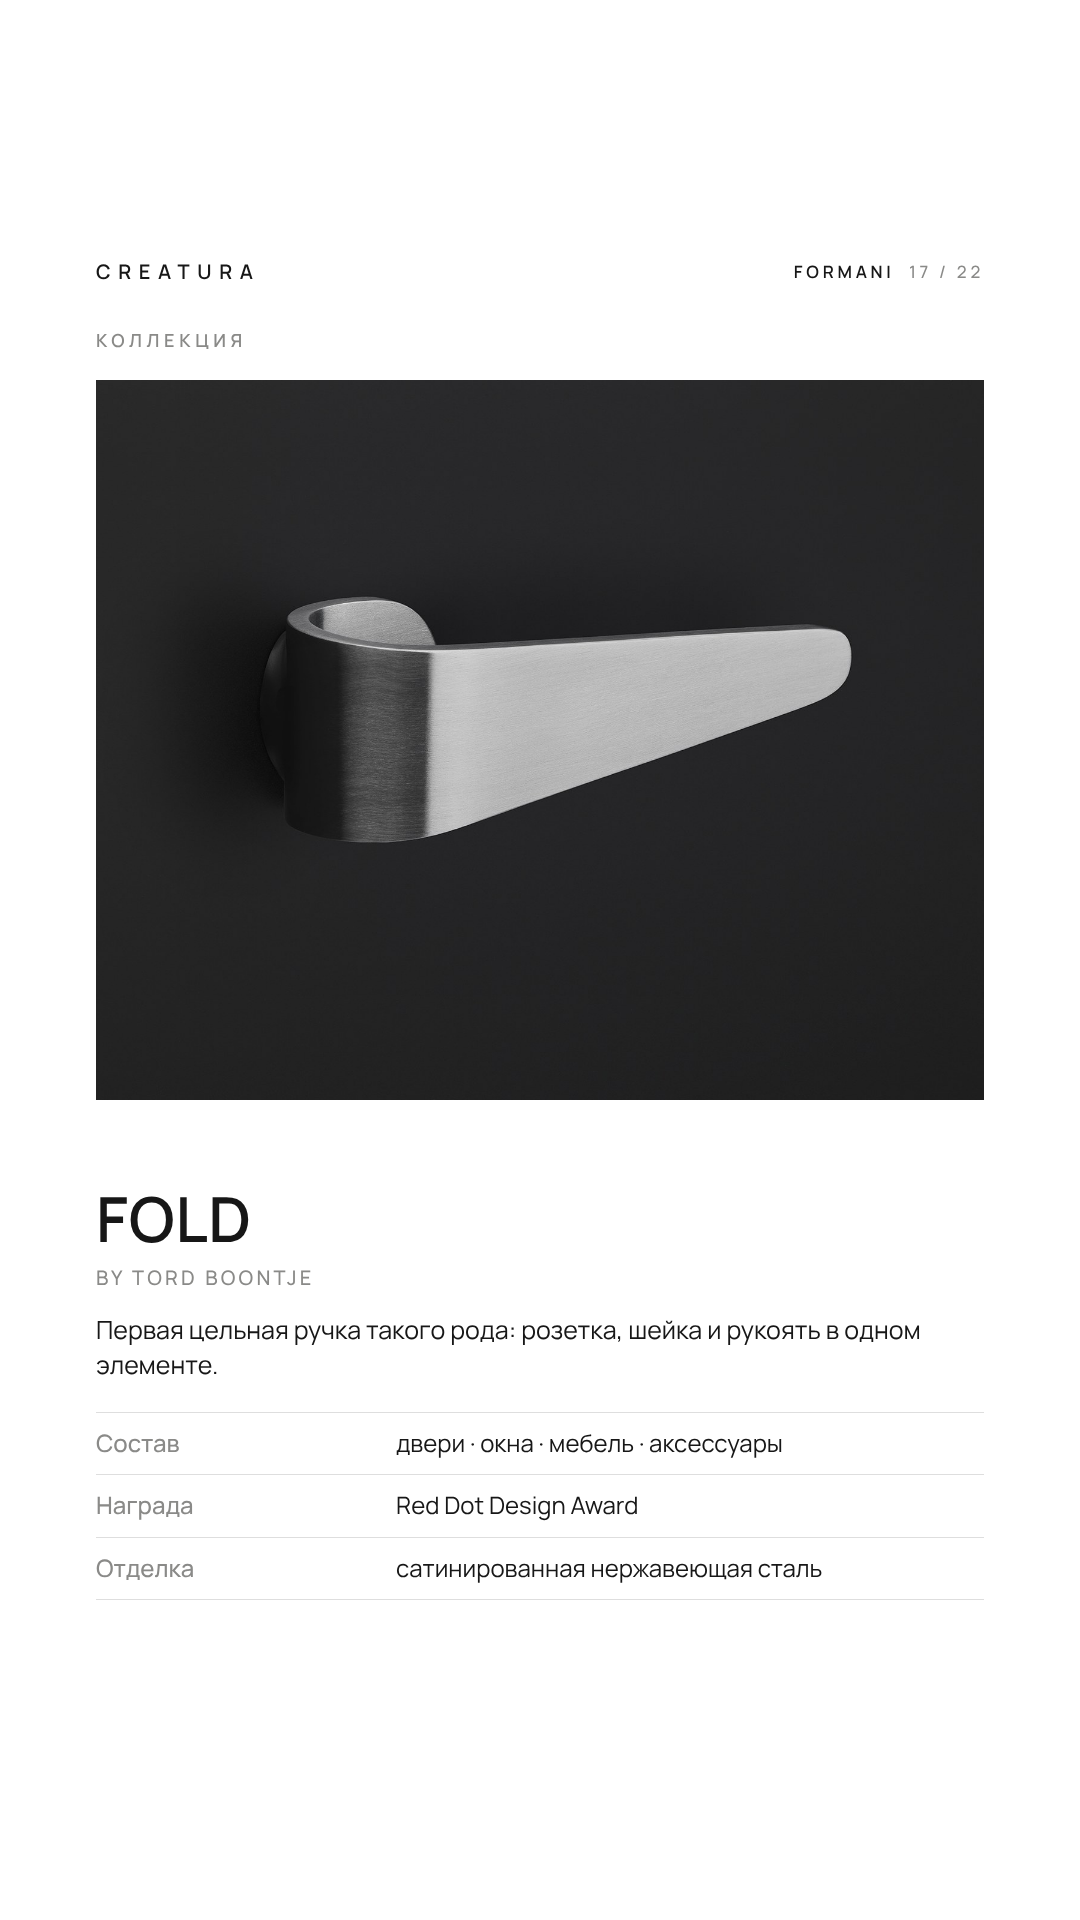 CREATURA
FORMANI 17 / 22
КОЛЛЕКЦИЯ
FOLD
BY TORD BOONTJE
Первая цельная ручка такого рода: розетка, шейка и рукоять в одном
элементе.
Состав двери · окна · мебель · аксессуары
Награда Red Dot Design Award
Отделка сатинированная нержавеющая сталь